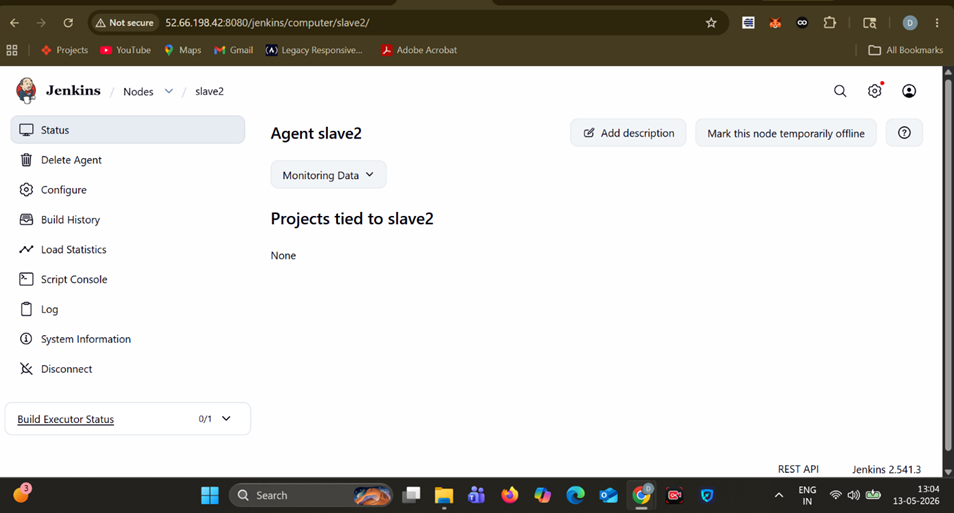 Not secure 52.66.198.42:8080/jenkins/computer/slave2/ D
Projects YouTube Maps Gmail Legacy Responsive... Adobe Acrobat All Bookmarks
Jenkins / Nodes / slave2
Status
Delete Agent
Configure
Build History
Load Statistics
Script Console
Log
System Information
Disconnect
Build Executor Status 0/1
Agent slave2
Add description Mark this node temporarily offline ?
Monitoring Data
Projects tied to slave2
None
REST API Jenkins 2.541.3
3 Search D ENG 13:04
IN 13-05-2026